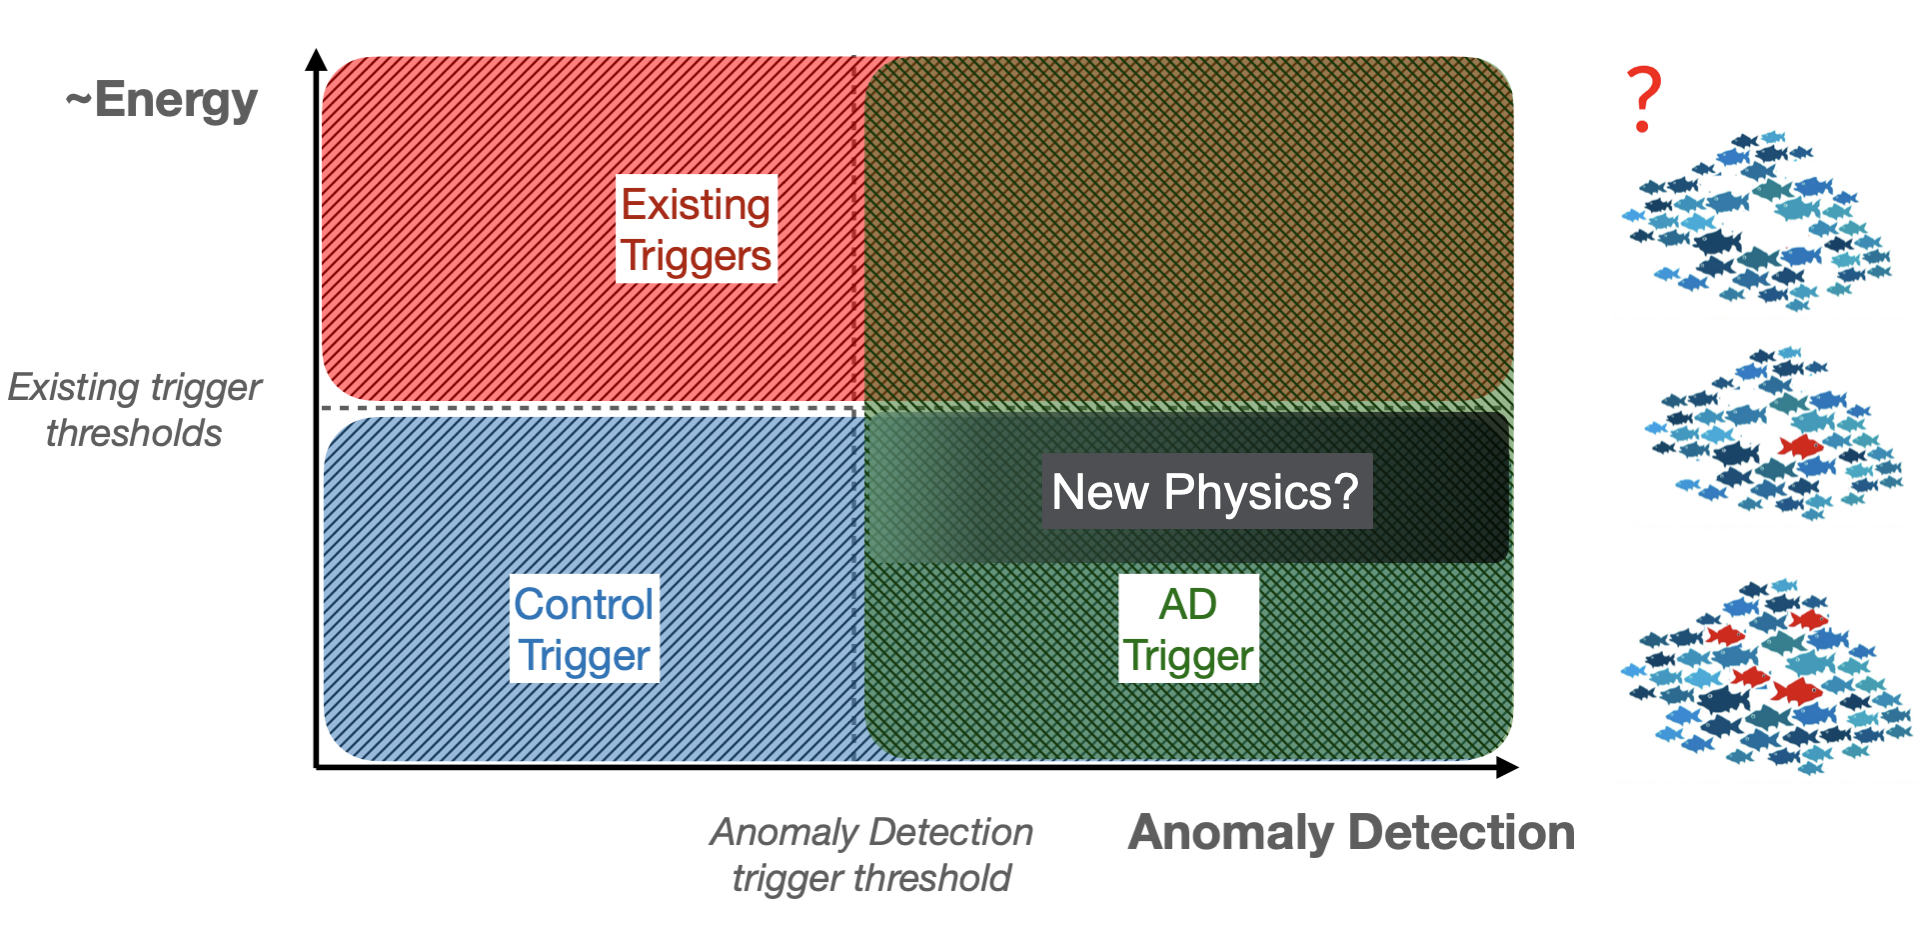 ~Energy
?
Existing
Triggers
Existing trigger
thresholds
New Physics?
Control
Trigger
AD
Trigger
Anomaly Detection
trigger threshold
Anomaly Detection